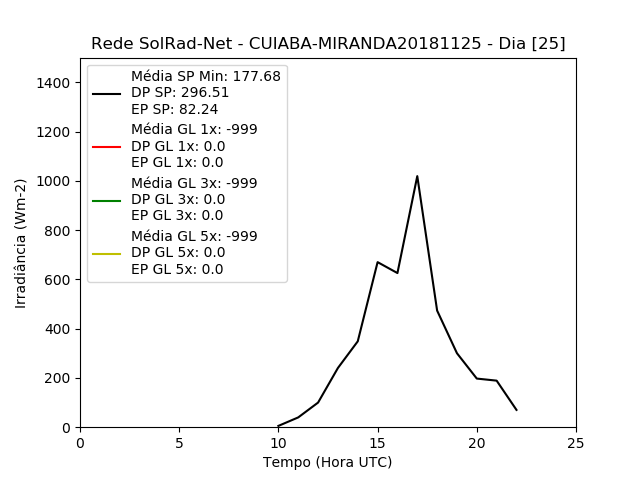 Rede SolRad-Net - CUIABA-MIRANDA20181125 - Dia [25]
Média SP Min: 177.68
DP SP: 296.51
EP SP: 82.24
Média GL 1x: -999
DP GL 1x: 0.0
EP GL 1x: 0.0
Média GL 3x: -999
DP GL 3x: 0.0
EP GL 3x: 0.0
Média GL 5x: -999
DP GL 5x: 0.0
EP GL 5x: 0.0
Irradiância (Wm-2)
1400
1200
1000
800
600
400
200
0
0 5 10 15 20 25
Tempo (Hora UTC)